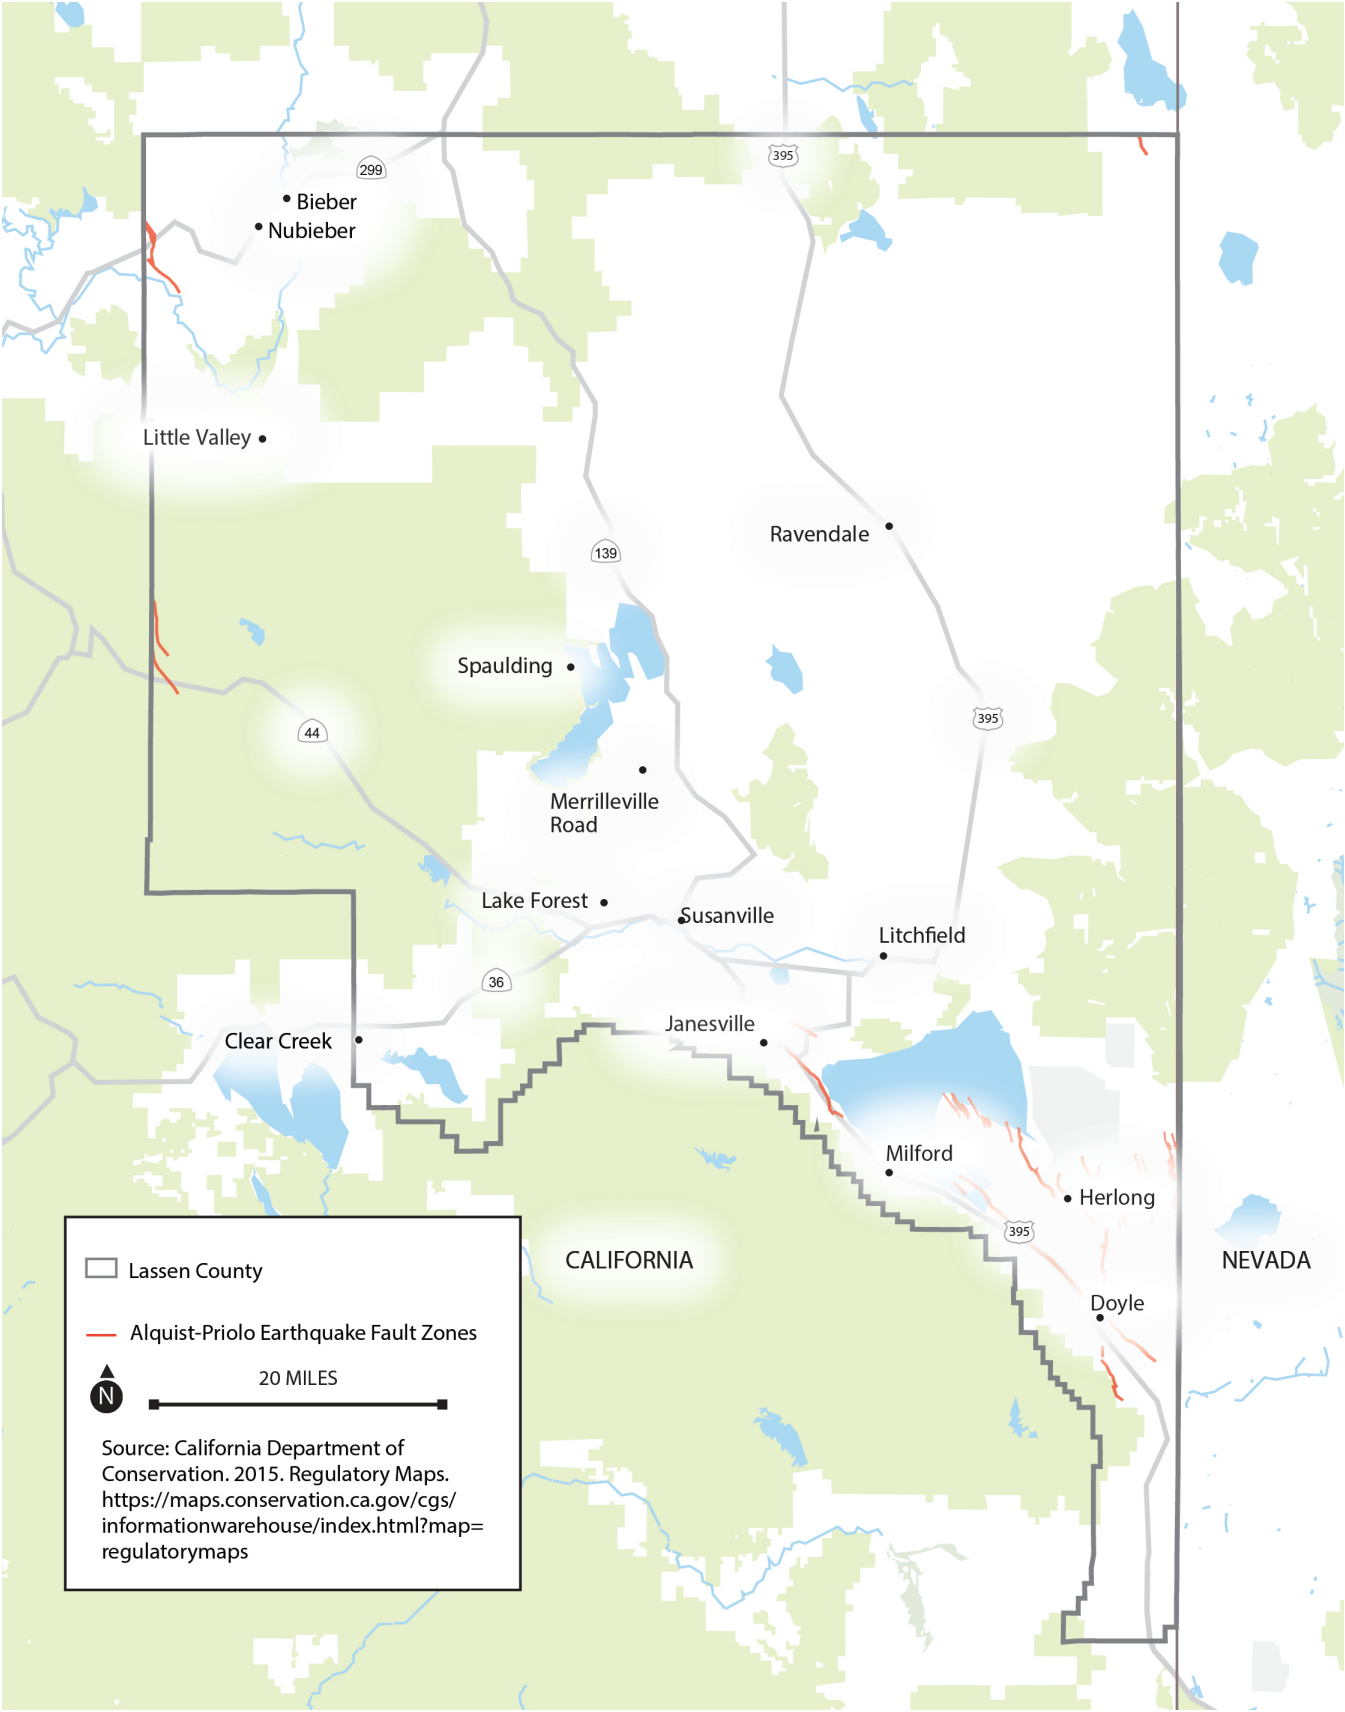 299
395
Bieber
Nubieber
Little Valley
Ravendale
139
Spaulding
395
44
Merrilleville
Road
Lake Forest
Susanville
Litchfield
36
Janesville
Clear Creek
Milford
Herlong
395
CALIFORNIA
NEVADA
Doyle
Lassen County
Alquist-Priolo Earthquake Fault Zones
N
20 MILES
Source: California Department of
Conservation. 2015. Regulatory Maps.
https://maps.conservation.ca.gov/cgs/
informationwarehouse/index.html?map=
regulatorymaps